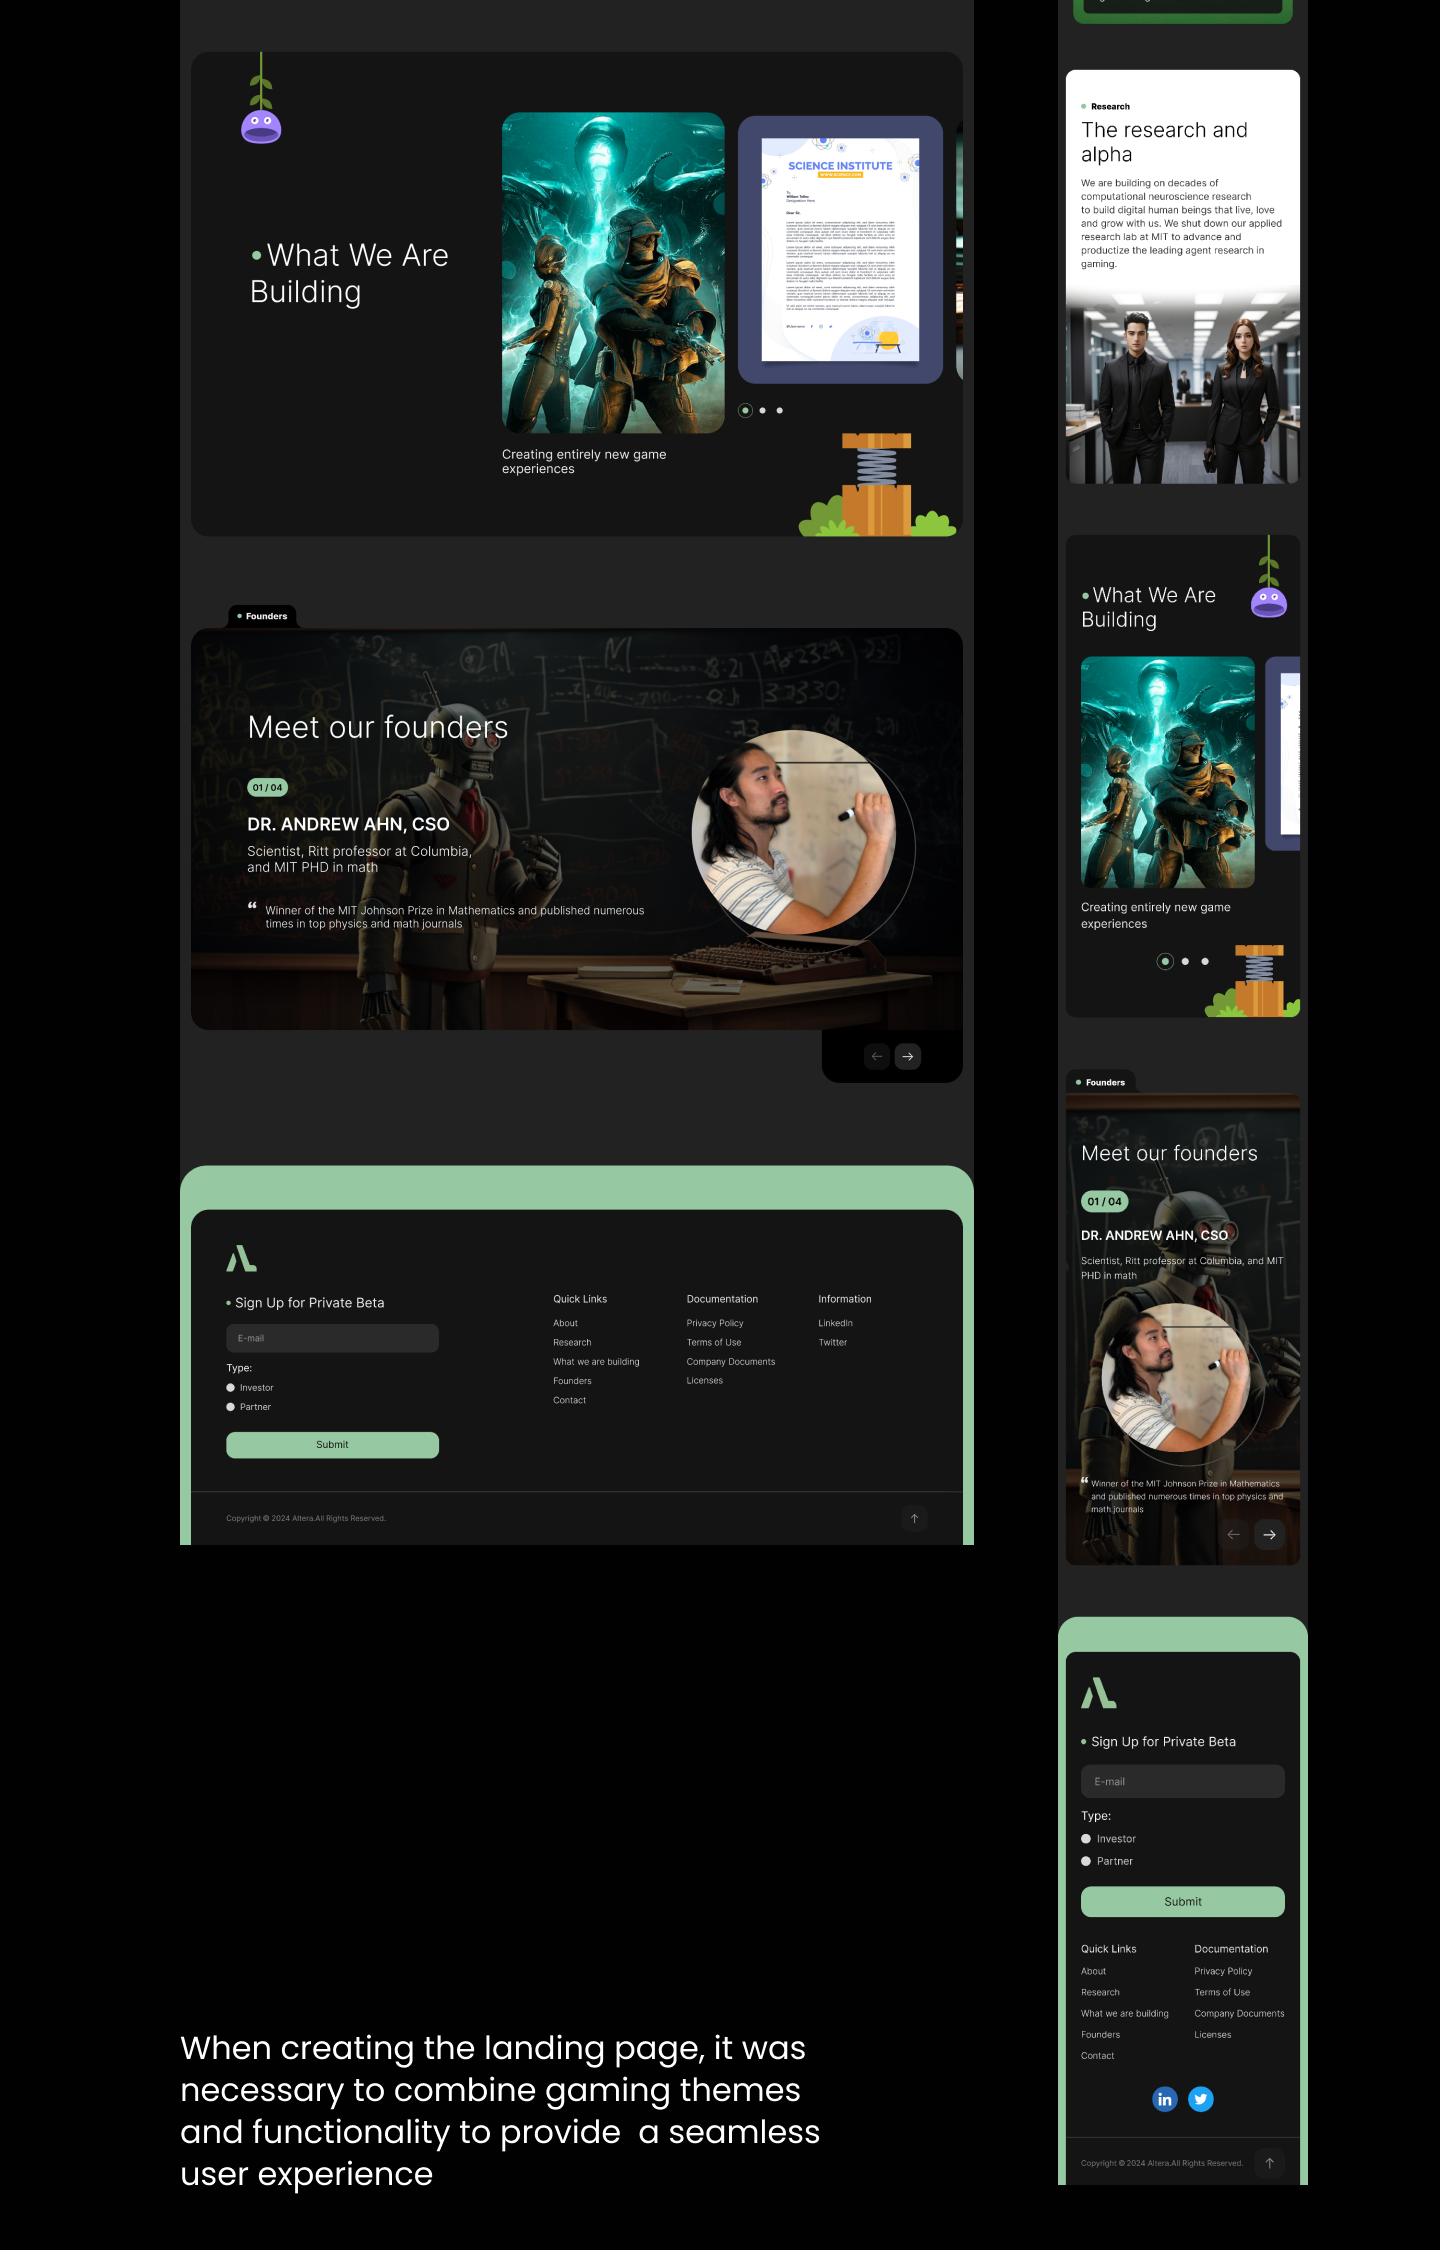 What We Are
Building
SCIENCE INSTITUTE
WWW.SCIENCE.COM
To
William Talles
Designation Here
Dear Sir,
Creating entirely new game
experiences
Founders
Meet our founders
01 / 04
DR. ANDREW AHN, CSO
Scientist, Ritt professor at Columbia,
and MIT PHD in math
“ Winner of the MIT Johnson Prize in Mathematics and published numerous
times in top physics and math journals
Sign Up for Private Beta
E-mail
Type:
Investor
Partner
Submit
Quick Links
About
Research
What we are building
Founders
Contact
Documentation
Privacy Policy
Terms of Use
Company Documents
Licenses
Information
LinkedIn
Twitter
Copyright © 2024 Altera.All Rights Reserved.
When creating the landing page, it was
necessary to combine gaming themes
and functionality to provide  a seamless
user experience
Research
The research and
alpha
We are building on decades of
computational neuroscience research
to build digital human beings that live, love
and grow with us. We shut down our applied
research lab at MIT to advance and
productize the leading agent research in
gaming.
What We Are
Building
Creating entirely new game
experiences
Founders
Meet our founders
01 / 04
DR. ANDREW AHN, CSO
Scientist, Ritt professor at Columbia, and MIT
PHD in math
“ Winner of the MIT Johnson Prize in Mathematics
and published numerous times in top physics and
math journals
Sign Up for Private Beta
E-mail
Type:
Investor
Partner
Submit
Quick Links
About
Research
What we are building
Founders
Contact
Documentation
Privacy Policy
Terms of Use
Company Documents
Licenses
in
Copyright © 2024 Altera.All Rights Reserved.